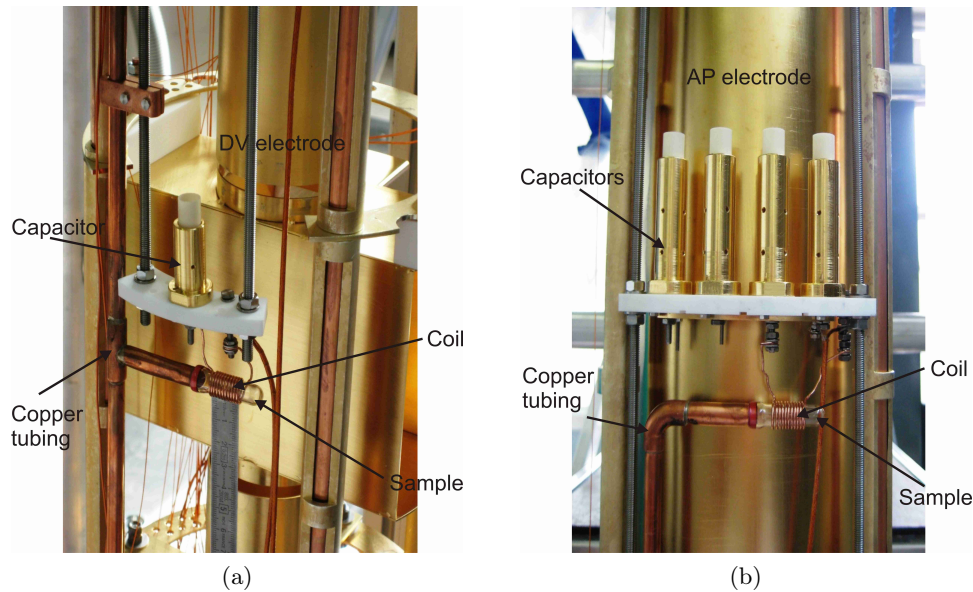 DV electrode
Capacitor
Coil
Copper
tubing
Sample
(a)
AP electrode
Capacitors
Coil
Copper
tubing
Sample
(b)